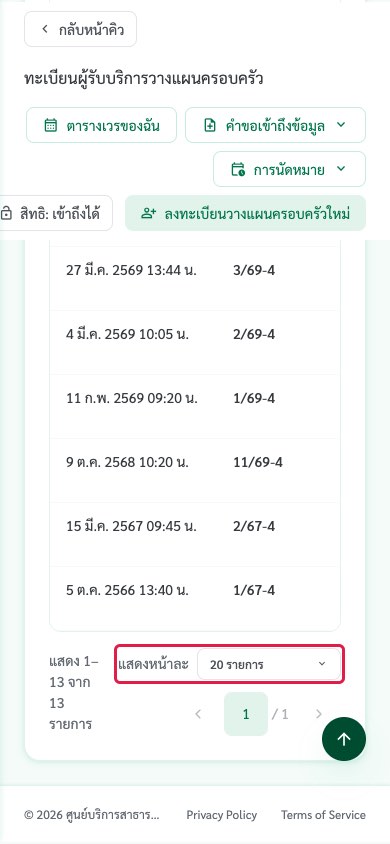 กลับหน้าคิว
ทะเบียนผู้รับบริการวางแผนครอบครัว
ตารางเวรของฉัน
คำขอเข้าถึงข้อมูล
การนัดหมาย
สิทธิ: เข้าถึงได้
ลงทะเบียนวางแผนครอบครัวใหม่
27 มี.ค. 2569 13:44 น. 3/69-4
4 มี.ค. 2569 10:05 น. 2/69-4
11 ก.พ. 2569 09:20 น. 1/69-4
9 ต.ค. 2568 10:20 น. 11/69-4
15 มี.ค. 2567 09:45 น. 2/67-4
5 ต.ค. 2566 13:40 น. 1/67-4
แสดง 1–
13 จาก
13
รายการ
แสดงหน้าละ 20 รายการ
1 / 1
© 2026 ศูนย์บริการสาธาร... Privacy Policy Terms of Service